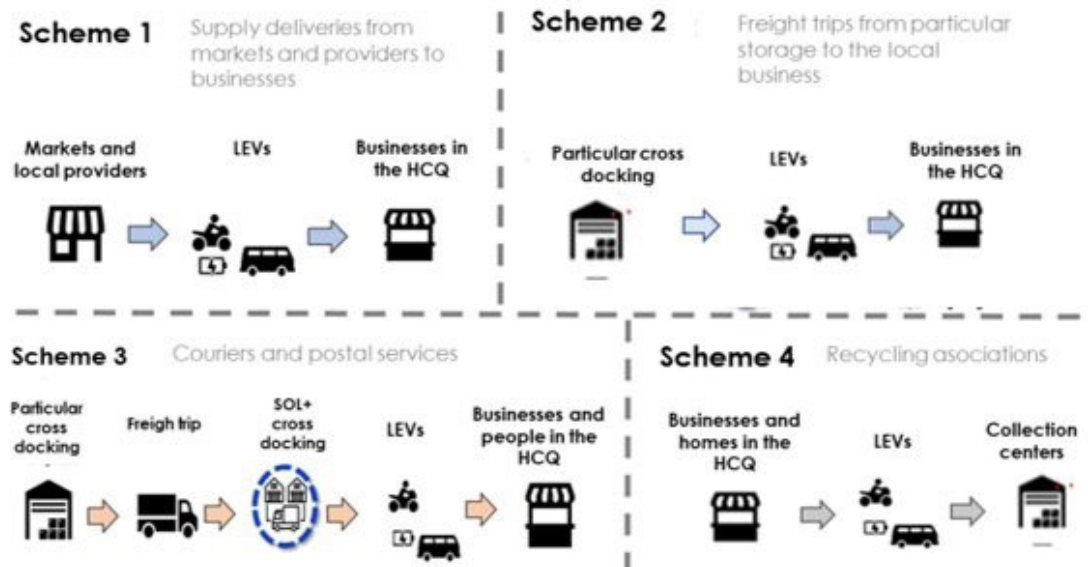 Scheme 1
Supply deliveries from
markets and providers to
businesses
Markets and
local providers
LEVs
Businesses in
the HCQ
Scheme 2
Freight trips from particular
storage to the local
business
Particular cross
docking
LEVs
Businesses in
the HCQ
Scheme 3
Couriers and postal services
Particular
cross
docking
Freigh trip
SOL+
cross
docking
LEVs
Businesses and
people in the
HCQ
Scheme 4
Recycling asociations
Businesses and
homes in the
HCQ
LEVs
Collection
centers